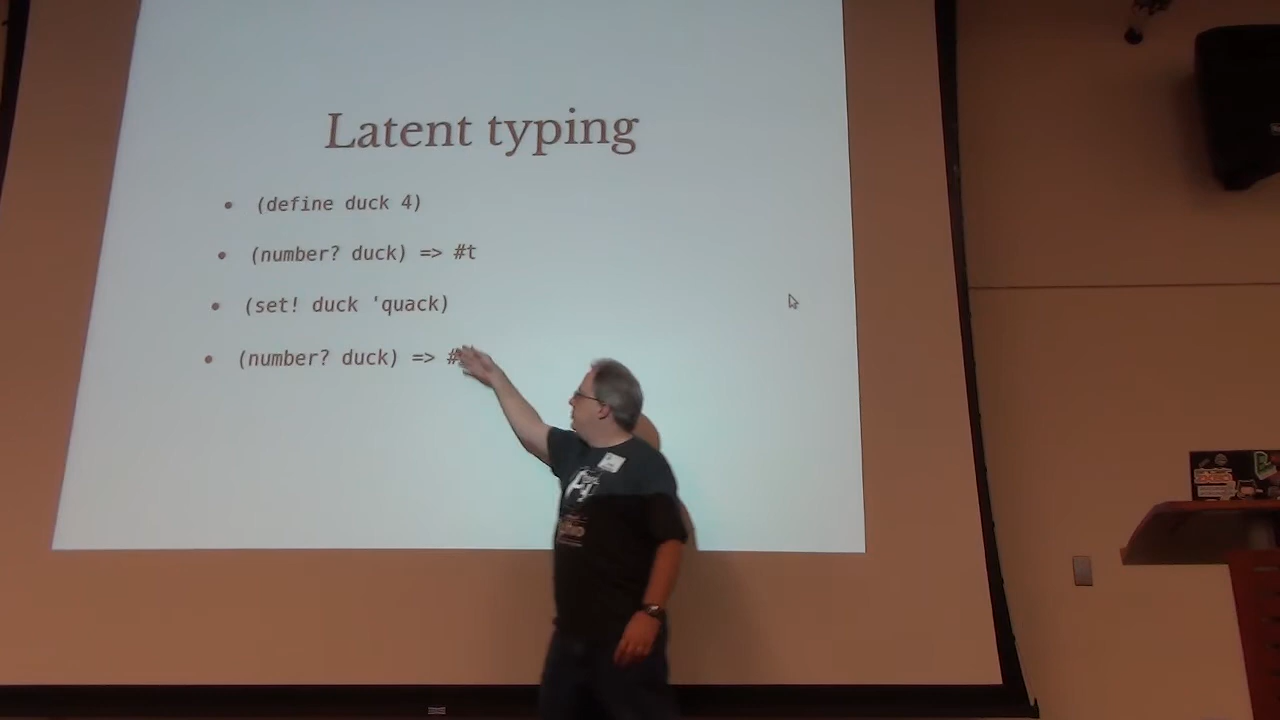 Latent typing
• (define duck 4)
• (number? duck) => #t
• (set! duck 'quack)
• (number? duck) => #